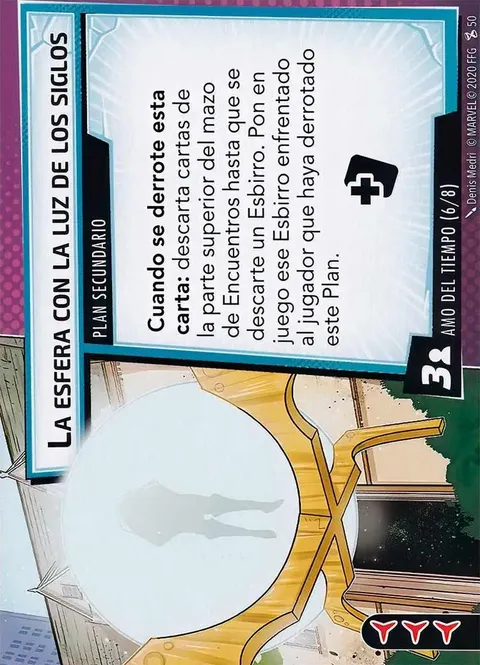 LA ESFERA CON LA LUZ DE LOS SIGLOS
PLAN SECUNDARIO
Cuando se derrote esta
carta: descarta cartas de
la parte superior del mazo
de Encuentros hasta que se
descarte un Esbirro. Pon en
juego ese Esbirro enfrentado
al jugador que haya derrotado
este Plan.
3
AMO DEL TIEMPO (6/8)
Denis Medri © MARVEL © 2020 FFG 50